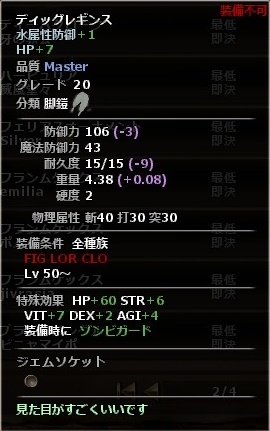 装備不可
ディッグレギンス
水属性防御+1
HP+7
品質 Master
グレード 20
分類 脚鎧
防御力 106 (-3)
魔法防御力 43
耐久度 15/15 (-9)
重量 4.38 (+0.08)
硬度 2
物理属性 斬40 打30 突30
装備条件 全種族
FIG LOR CLO
Lv 50～
特殊効果 HP+60 STR+6
VIT+7 DEX+2 AGI+4
装備時に ゾンビガード
ジェムソケット
2/4
見た目がすごくいいです